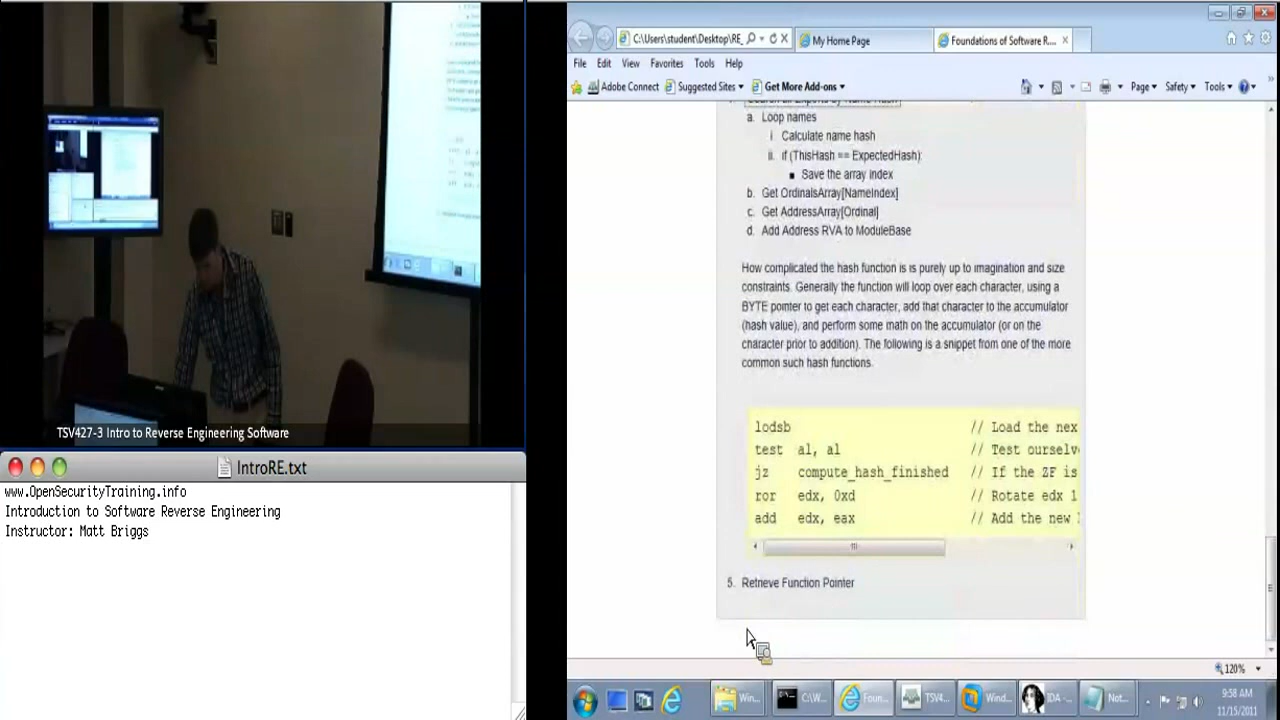 TSV427-3 Intro to Reverse Engineering Software
IntroRE.txt
www.OpenSecurityTraining.info
Introduction to Software Reverse Engineering
Instructor: Matt Briggs
C:\Users\student\Desktop\RE_
My Home Page
Foundations of Software R...
File Edit View Favorites Tools Help
Adobe Connect Suggested Sites Get More Add-ons
Page Safety Tools
a. Loop names
i Calculate name hash
ii. if (ThisHash == ExpectedHash):
■ Save the array index
b. Get OrdinalsArray[NameIndex]
c. Get AddressArray[Ordinal]
d. Add Address RVA to ModuleBase
How complicated the hash function is is purely up to imagination and size
constraints. Generally the function will loop over each character, using a
BYTE pointer to get each character, add that character to the accumulator
(hash value), and perform some math on the accumulator (or on the
character prior to addition). The following is a snippet from one of the more
common such hash functions.
lodsb // Load the nex
test al, al // Test ourselv
jz compute_hash_finished // If the ZF is
ror edx, 0xd // Rotate edx 1
add edx, eax // Add the new
5. Retrieve Function Pointer
120%
Win... C:\W... Foun... TSV4... Wind... IDA -... Not...
9:58 AM
11/15/2011